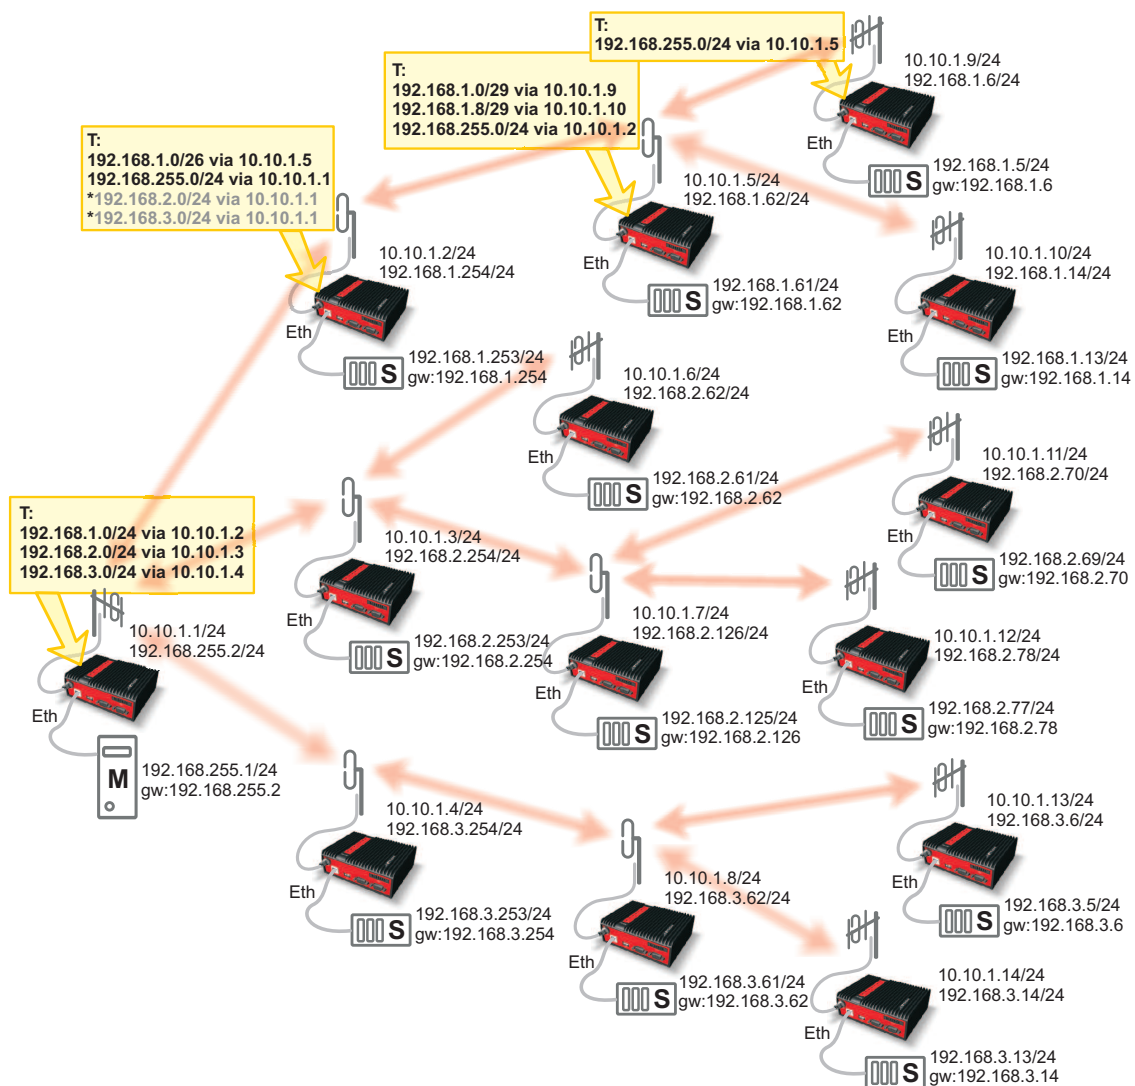 T:
192.168.255.0/24 via 10.10.1.5
10.10.1.9/24
192.168.1.6/24
T:
192.168.1.0/29 via 10.10.1.9
192.168.1.8/29 via 10.10.1.10
192.168.255.0/24 via 10.10.1.2
Eth
S
192.168.1.5/24
gw:192.168.1.6
T:
192.168.1.0/26 via 10.10.1.5
192.168.255.0/24 via 10.10.1.1
*192.168.2.0/24 via 10.10.1.1
*192.168.3.0/24 via 10.10.1.1
10.10.1.5/24
192.168.1.62/24
Eth
S
192.168.1.61/24
gw:192.168.1.62
10.10.1.10/24
192.168.1.14/24
Eth
S
192.168.1.13/24
gw:192.168.1.14
10.10.1.2/24
192.168.1.254/24
Eth
S
192.168.1.253/24
gw:192.168.1.254
10.10.1.6/24
192.168.2.62/24
Eth
S
192.168.2.61/24
gw:192.168.2.62
10.10.1.11/24
192.168.2.70/24
Eth
S
192.168.2.69/24
gw:192.168.2.70
T:
192.168.1.0/24 via 10.10.1.2
192.168.2.0/24 via 10.10.1.3
192.168.3.0/24 via 10.10.1.4
10.10.1.3/24
192.168.2.254/24
Eth
S
192.168.2.253/24
gw:192.168.2.254
10.10.1.7/24
192.168.2.126/24
Eth
S
192.168.2.125/24
gw:192.168.2.126
10.10.1.12/24
192.168.2.78/24
Eth
S
192.168.2.77/24
gw:192.168.2.78
10.10.1.1/24
192.168.255.2/24
Eth
M
192.168.255.1/24
gw:192.168.255.2
10.10.1.4/24
192.168.3.254/24
Eth
S
192.168.3.253/24
gw:192.168.3.254
10.10.1.8/24
192.168.3.62/24
Eth
S
192.168.3.61/24
gw:192.168.3.62
10.10.1.13/24
192.168.3.6/24
Eth
S
192.168.3.5/24
gw:192.168.3.6
10.10.1.14/24
192.168.3.14/24
Eth
S
192.168.3.13/24
gw:192.168.3.14